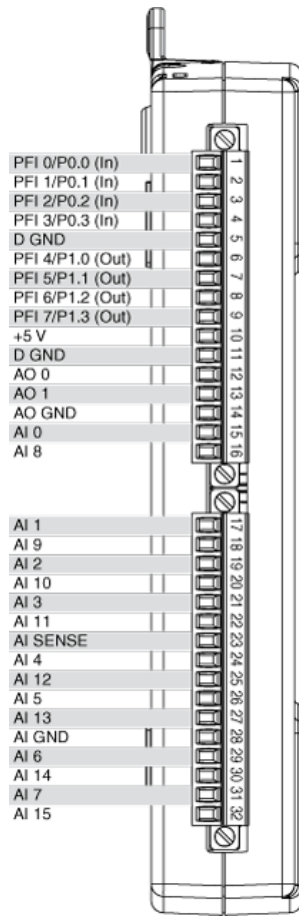 PFI 0/P0.0 (In) 1
PFI 1/P0.1 (In) 2
PFI 2/P0.2 (In) 3
PFI 3/P0.3 (In) 4
D GND 5
PFI 4/P1.0 (Out) 6
PFI 5/P1.1 (Out) 7
PFI 6/P1.2 (Out) 8
PFI 7/P1.3 (Out) 9
+5 V 10
D GND 11
AO 0 12
AO 1 13
AO GND 14
AI 0 15
AI 8 16
AI 1 17
AI 9 18
AI 2 19
AI 10 20
AI 3 21
AI 11 22
AI SENSE 23
AI 4 24
AI 12 25
AI 5 26
AI 13 27
AI GND 28
AI 6 29
AI 14 30
AI 7 31
AI 15 32